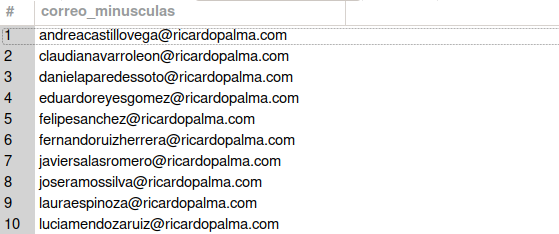 # correo_minusculas
1 andreacastillovega@ricardopalma.com
2 claudianavarroleon@ricardopalma.com
3 danielaparedessoto@ricardopalma.com
4 eduardoreyesgomez@ricardopalma.com
5 felipesanchez@ricardopalma.com
6 fernandoruizherrera@ricardopalma.com
7 javiersalasromero@ricardopalma.com
8 joseramossilva@ricardopalma.com
9 lauraespinoza@ricardopalma.com
10 luciamendozaruiz@ricardopalma.com